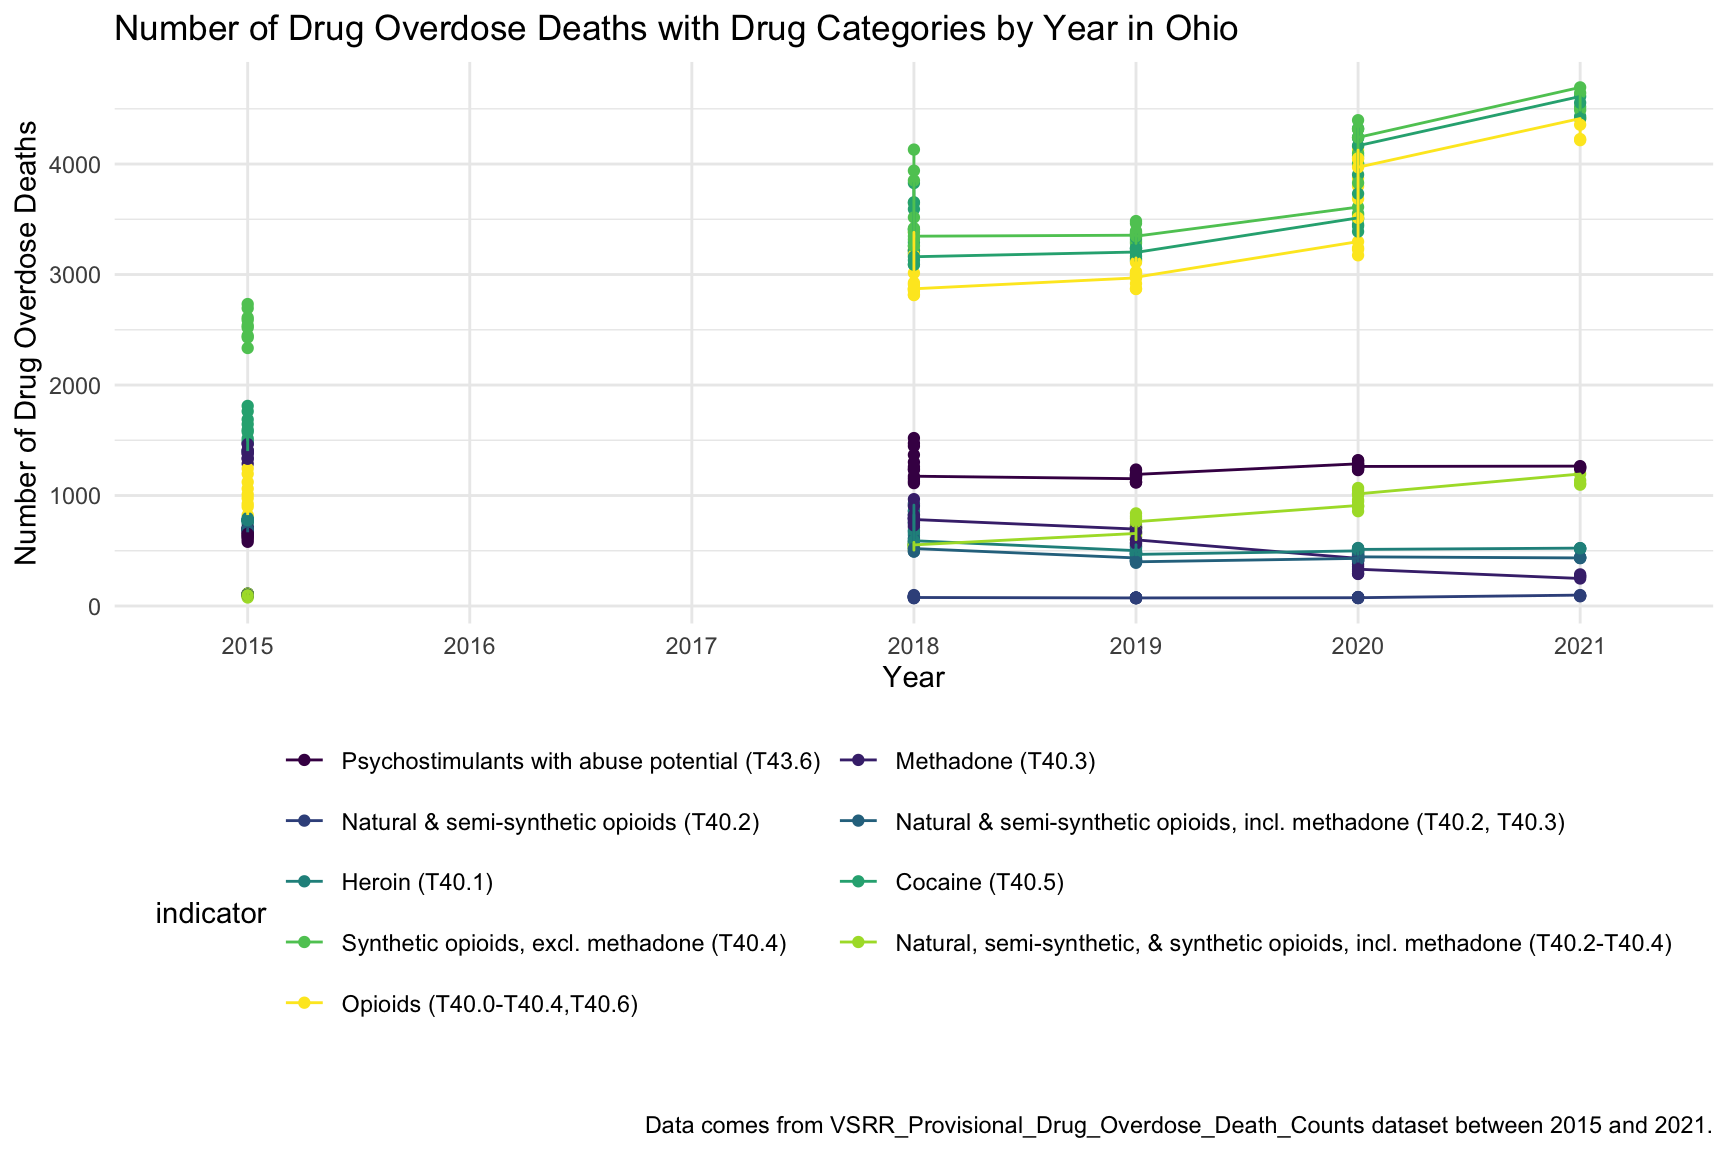 Number of Drug Overdose Deaths with Drug Categories by Year in Ohio
Number of Drug Overdose Deaths
4000
3000
2000
1000
0
2015 2016 2017 2018 2019 2020 2021
Year
indicator
Psychostimulants with abuse potential (T43.6)
Methadone (T40.3)
Natural & semi-synthetic opioids (T40.2)
Natural & semi-synthetic opioids, incl. methadone (T40.2, T40.3)
Heroin (T40.1)
Cocaine (T40.5)
Synthetic opioids, excl. methadone (T40.4)
Natural, semi-synthetic, & synthetic opioids, incl. methadone (T40.2-T40.4)
Opioids (T40.0-T40.4,T40.6)
Data comes from VSRR_Provisional_Drug_Overdose_Death_Counts dataset between 2015 and 2021.